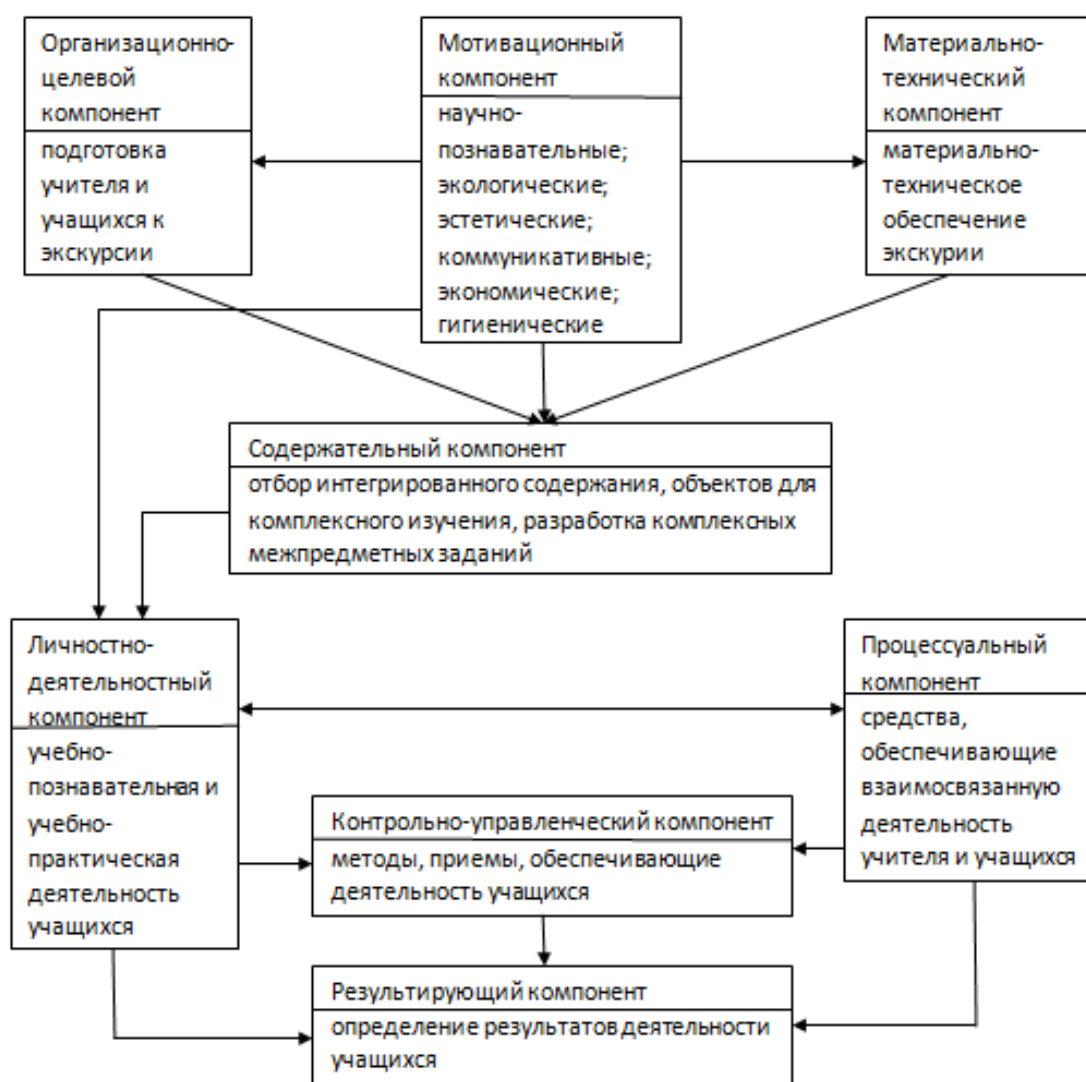 Организационно-
целевой
компонент
подготовка
учителя и
учащихся к
экскурсии
Мотивационный
компонент
научно-
познавательные;
экологические;
эстетические;
коммуникативные;
экономические;
гигиенические
Материально-
технический
компонент
материально-
техническое
обеспечение
экскурии
Содержательный компонент
отбор интегрированного содержания, объектов для
комплексного изучения, разработка комплексных
межпредметных заданий
Личностно-
деятельностный
компонент
учебно-
познавательная и
учебно-
практическая
деятельность
учащихся
Процессуальный
компонент
средства,
обеспечивающие
взаимосвязанную
деятельность
учителя и учащихся
Контрольно-управленческий компонент
методы, приемы, обеспечивающие
деятельность учащихся
Результирующий компонент
определение результатов деятельности
учащихся